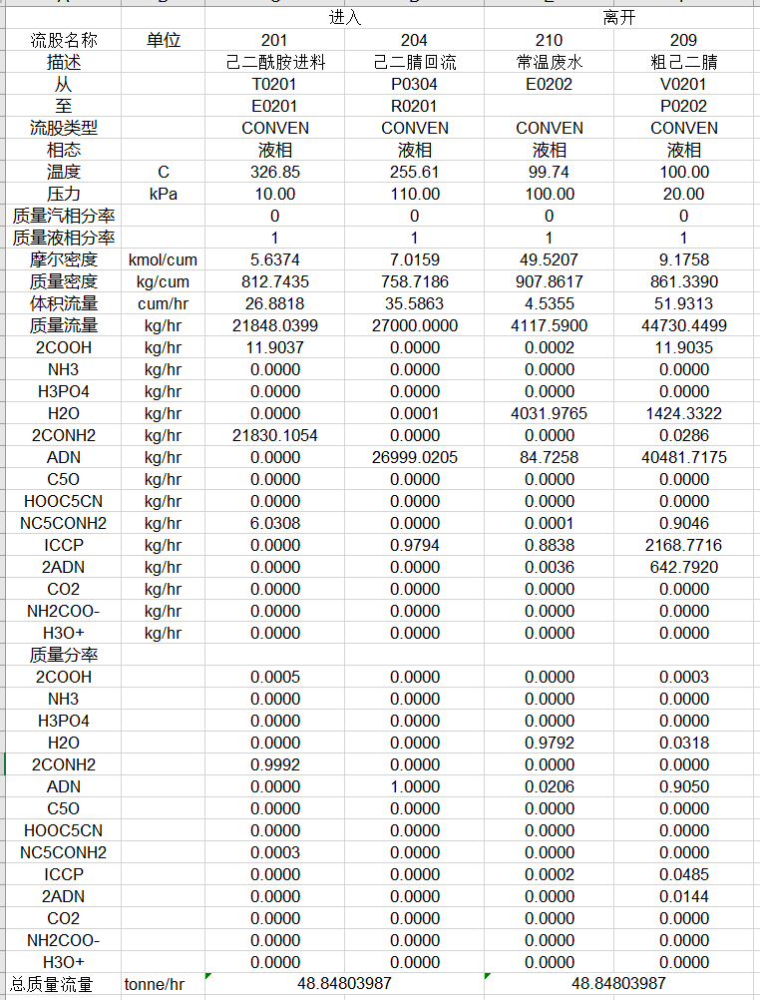 进入 离开
流股名称 单位 201 204 210 209
描述 己二酰胺进料 己二腈回流 常温废水 粗己二腈
从 T0201 P0304 E0202 V0201
至 E0201 R0201 P0202
流股类型 CONVEN CONVEN CONVEN CONVEN
相态 液相 液相 液相 液相
温度 C 326.85 255.61 99.74 100.00
压力 kPa 10.00 110.00 100.00 20.00
质量汽相分率 0 0 0 0
质量液相分率 1 1 1 1
摩尔密度 kmol/cum 5.6374 7.0159 49.5207 9.1758
质量密度 kg/cum 812.7435 758.7186 907.8617 861.3390
体积流量 cum/hr 26.8818 35.5863 4.5355 51.9313
质量流量 kg/hr 21848.0399 27000.0000 4117.5900 44730.4499
2COOH kg/hr 11.9037 0.0000 0.0002 11.9035
NH3 kg/hr 0.0000 0.0000 0.0000 0.0000
H3PO4 kg/hr 0.0000 0.0000 0.0000 0.0000
H2O kg/hr 0.0000 0.0001 4031.9765 1424.3322
2CONH2 kg/hr 21830.1054 0.0000 0.0000 0.0286
ADN kg/hr 0.0000 26999.0205 84.7258 40481.7175
C5O kg/hr 0.0000 0.0000 0.0000 0.0000
HOOC5CN kg/hr 0.0000 0.0000 0.0000 0.0000
NC5CONH2 kg/hr 6.0308 0.0000 0.0001 0.9046
ICCP kg/hr 0.0000 0.9794 0.8838 2168.7716
2ADN kg/hr 0.0000 0.0000 0.0036 642.7920
CO2 kg/hr 0.0000 0.0000 0.0000 0.0000
NH2COO- kg/hr 0.0000 0.0000 0.0000 0.0000
H3O+ kg/hr 0.0000 0.0000 0.0000 0.0000
质量分率
2COOH 0.0005 0.0000 0.0000 0.0003
NH3 0.0000 0.0000 0.0000 0.0000
H3PO4 0.0000 0.0000 0.0000 0.0000
H2O 0.0000 0.0000 0.9792 0.0318
2CONH2 0.9992 0.0000 0.0000 0.0000
ADN 0.0000 1.0000 0.0206 0.9050
C5O 0.0000 0.0000 0.0000 0.0000
HOOC5CN 0.0000 0.0000 0.0000 0.0000
NC5CONH2 0.0003 0.0000 0.0000 0.0000
ICCP 0.0000 0.0000 0.0002 0.0485
2ADN 0.0000 0.0000 0.0000 0.0144
CO2 0.0000 0.0000 0.0000 0.0000
NH2COO- 0.0000 0.0000 0.0000 0.0000
H3O+ 0.0000 0.0000 0.0000 0.0000
总质量流量 tonne/hr 48.84803987 48.84803987